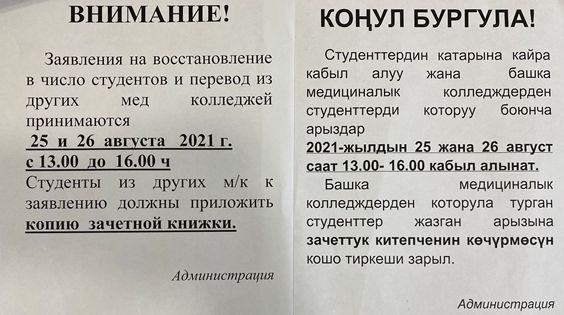 ВНИМАНИЕ!
Заявления на восстановление
в число студентов и перевод из
других мед колледжей
принимаются
25 и 26 августа 2021 г.
с 13.00 до 16.00 ч
Студенты из других м/к к
заявлению должны приложить
копию зачетной книжки.
Администрация
КОҢУЛ БУРГУЛА!
Студенттердин катарына кайра
кабыл алуу жана башка
медициналык колледждерден
студенттерди которуу боюнча
арыздар
2021-жылдын 25 жана 26 август
саат 13.00- 16.00 кабыл алынат.
Башка медициналык
колледждерден которула турган
студенттер жазган арызына
зачеттук китепченин көчүрмөсүн
кошо тиркеши зарыл.
Администрация